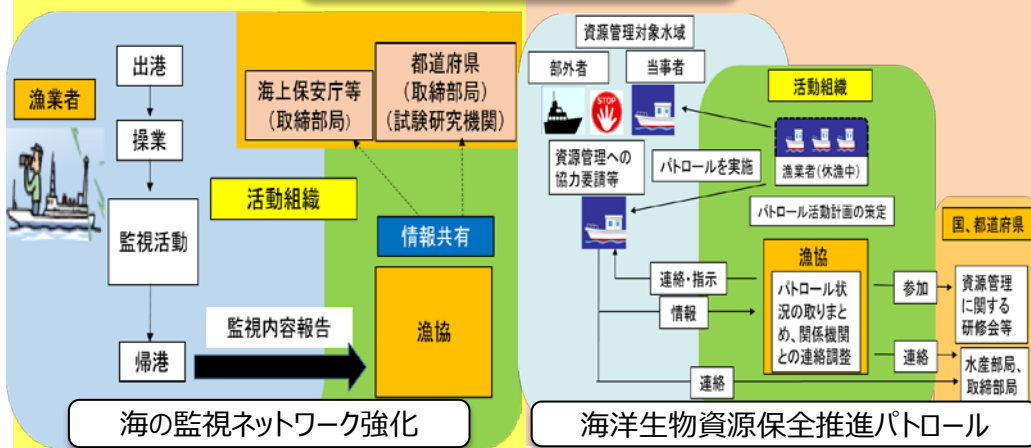 漁業者
出港
操業
監視活動
帰港
海上保安庁等
(取締部局)
都道府県
(取締部局)
(試験研究機関)
活動組織
情報共有
漁協
監視内容報告
海の監視ネットワーク強化
資源管理対象水域
部外者
当事者
STOP
活動組織
漁業者(休漁中)
パトロールを実施
資源管理への
協力要請等
パトロール活動計画の策定
国、都道府県
漁協
パトロール状
況の取りまと
め、関係機関
との連絡調整
連絡・指示
情報
連絡
参加
連絡
資源管理
に関する
研修会等
水産部局、
取締部局
海洋生物資源保全推進パトロール